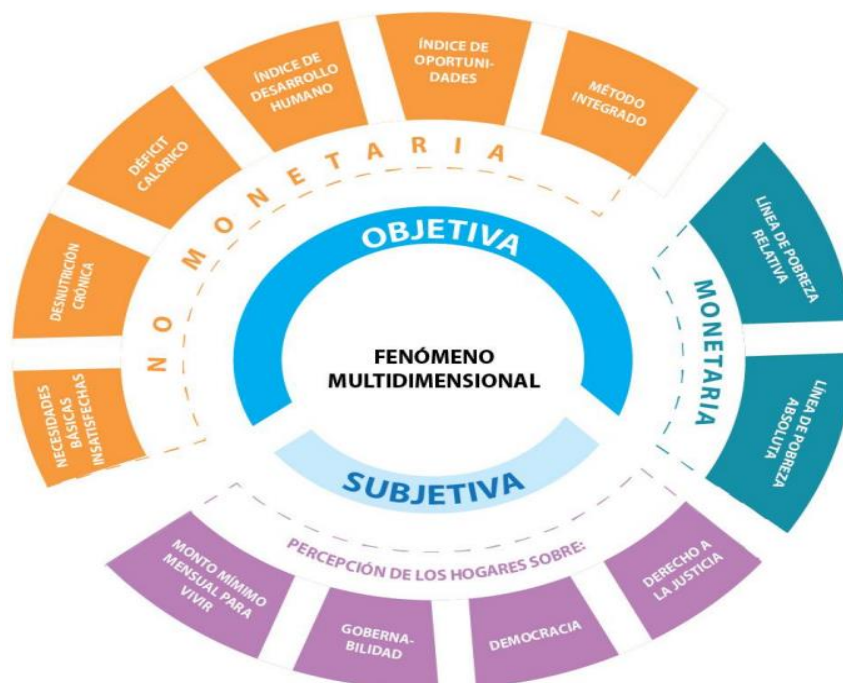 ÍNDICE DE
OPORTUNI-
DADES
ÍNDICE DE
DESARROLLO
HUMANO
MÉTODO
INTEGRADO
DÉFICIT
CALÓRICO
DESNUTRICIÓN
CRÓNICA
NECESIDADES
BÁSICAS
INSATISFECHAS
NO MONETARIA
OBJETIVA
FENÓMENO
MULTIDIMENSIONAL
SUBJETIVA
MONETARIA
LÍNEA DE POBREZA
RELATIVA
LÍNEA DE POBREZA
ABSOLUTA
PERCEPCIÓN DE LOS HOGARES SOBRE:
MONTO MÍMIMO
MENSUAL PARA
VIVIR
GOBERNA-
BILIDAD
DEMOCRACIA
DERECHO A
LA JUSTICIA